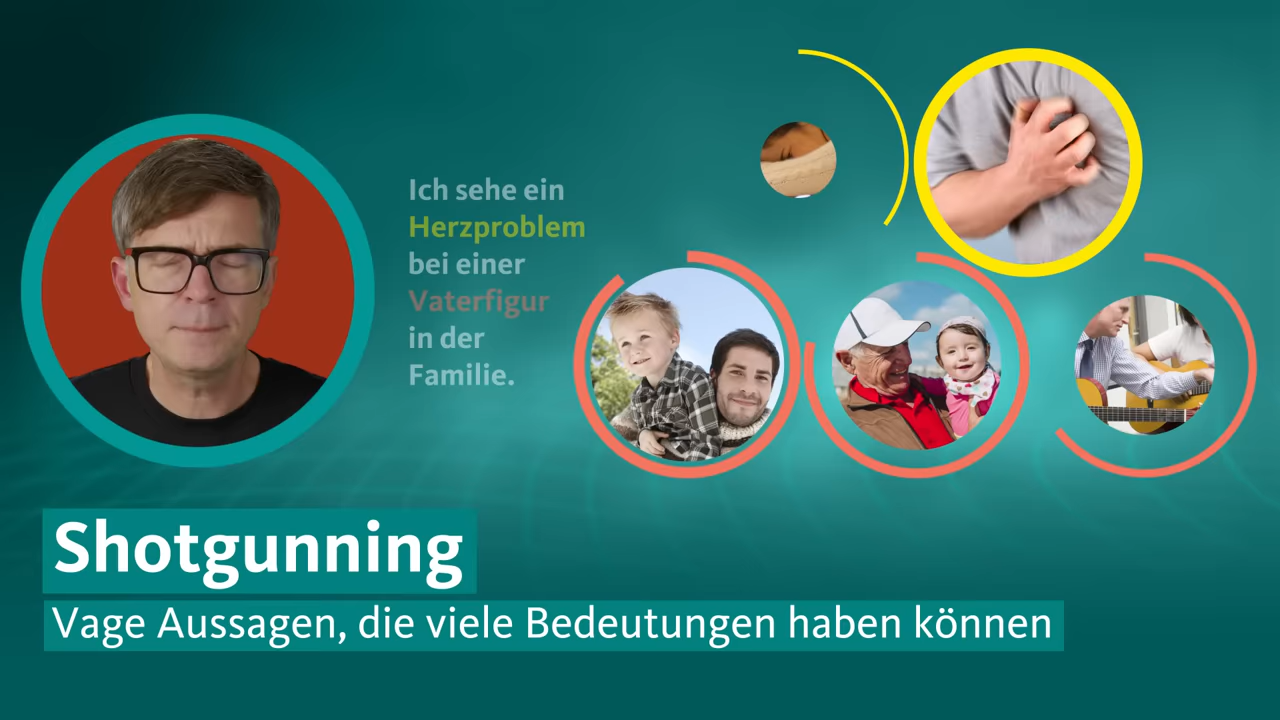 Ich sehe ein
Herzproblem
bei einer
Vaterfigur
in der
Familie.
Shotgunning
Vage Aussagen, die viele Bedeutungen haben können